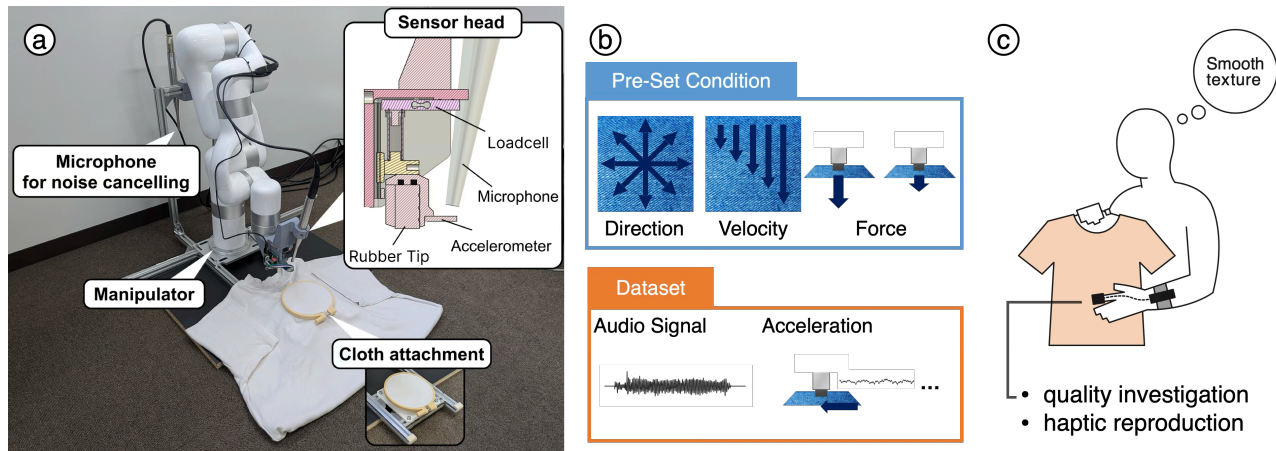 a
Sensor head
Loadcell
Microphone
Accelerometer
Rubber Tip
Microphone
for noise cancelling
Manipulator
Cloth attachment
b
Pre-Set Condition
Direction
Velocity
Force
Dataset
Audio Signal
Acceleration
...
c
Smooth
texture
• quality investigation
• haptic reproduction